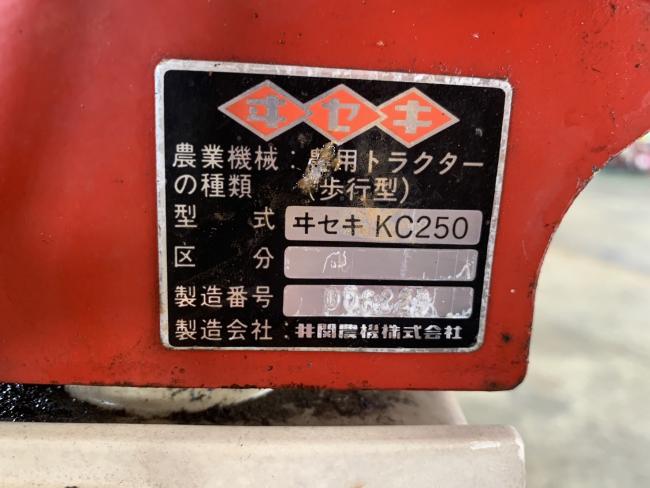 ヰセキ
農業機械の種類：農用トラクター(歩行型)
型式 ヰセキ KC250
区分
製造番号
製造会社：井関農機株式会社